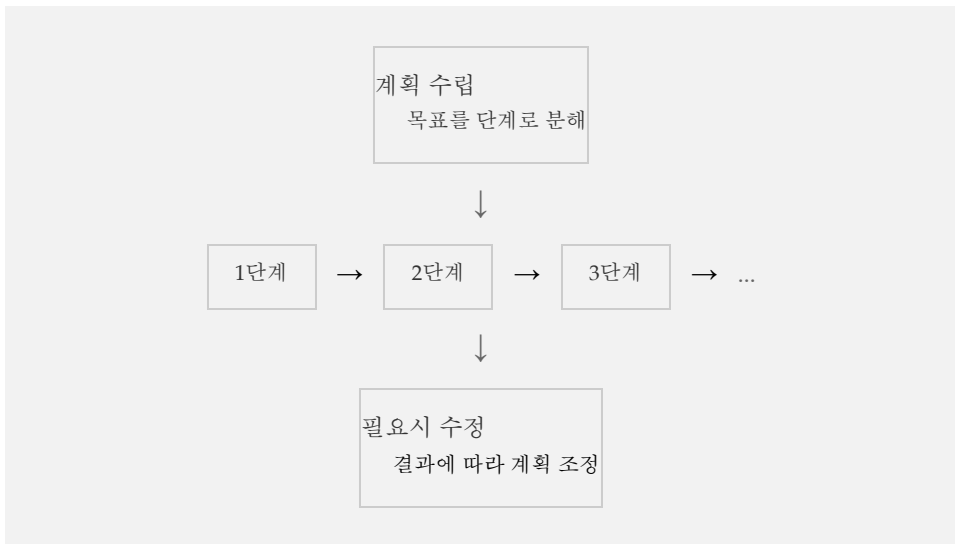 계획 수립
목표를 단계로 분해
↓
1단계 → 2단계 → 3단계 → ...
↓
필요시 수정
결과에 따라 계획 조정